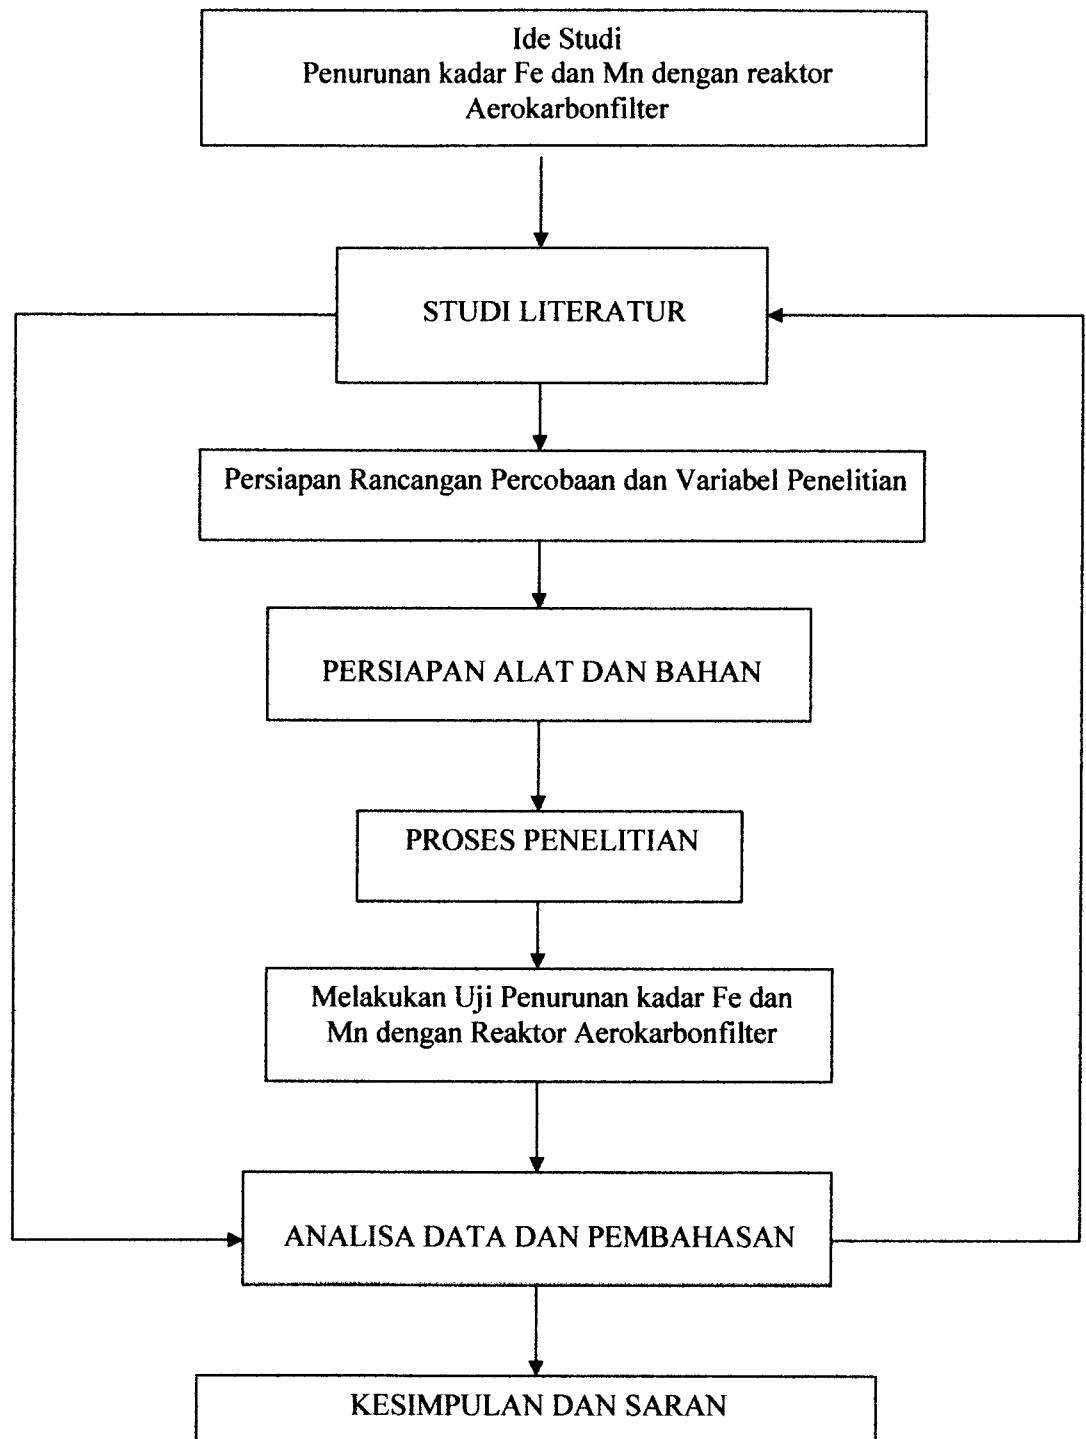 Ide Studi
Penurunan kadar Fe dan Mn dengan reaktor
Aerokarbonfilter
STUDI LITERATUR
Persiapan Rancangan Percobaan dan Variabel Penelitian
PERSIAPAN ALAT DAN BAHAN
PROSES PENELITIAN
Melakukan Uji Penurunan kadar Fe dan
Mn dengan Reaktor Aerokarbonfilter
ANALISA DATA DAN PEMBAHASAN
KESIMPULAN DAN SARAN